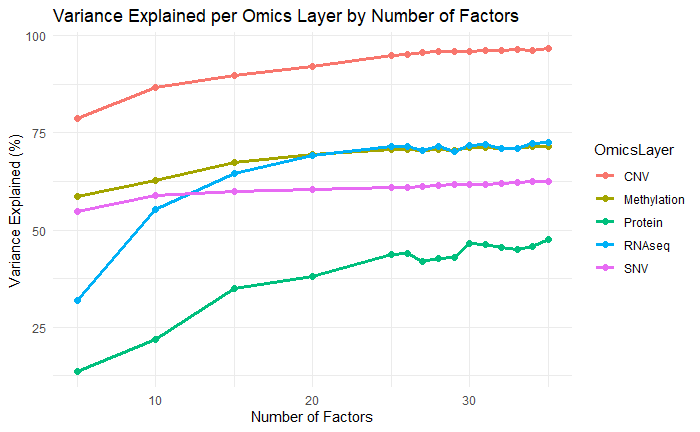 Variance Explained per Omics Layer by Number of Factors
100
75
50
25
Variance Explained (%)
10
20
30
Number of Factors
OmicsLayer
CNV
Methylation
Protein
RNAseq
SNV